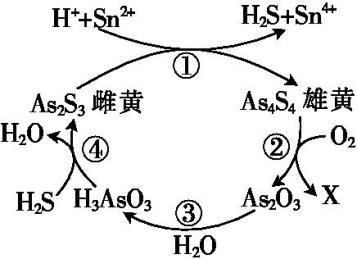 H⁺+Sn²⁺ H₂S+Sn⁴⁺
①
As₂S₃ 雌黄 As₄S₄ 雄黄
H₂O ④ ② O₂
H₂S H₃AsO₃ ③ As₂O₃ X
H₂O